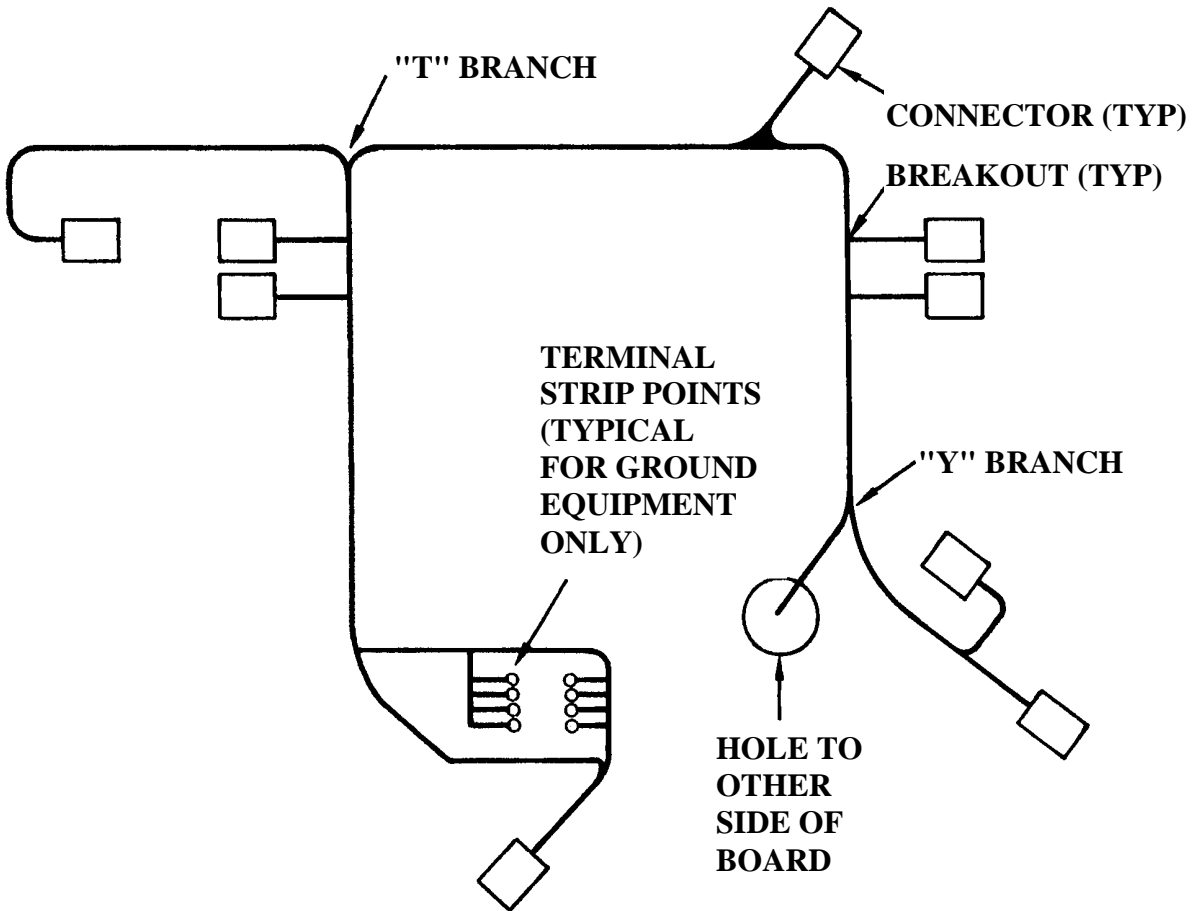 "T" BRANCH
CONNECTOR (TYP)
BREAKOUT (TYP)
TERMINAL
STRIP POINTS
(TYPICAL
FOR GROUND
EQUIPMENT
ONLY)
"Y" BRANCH
HOLE TO
OTHER
SIDE OF
BOARD